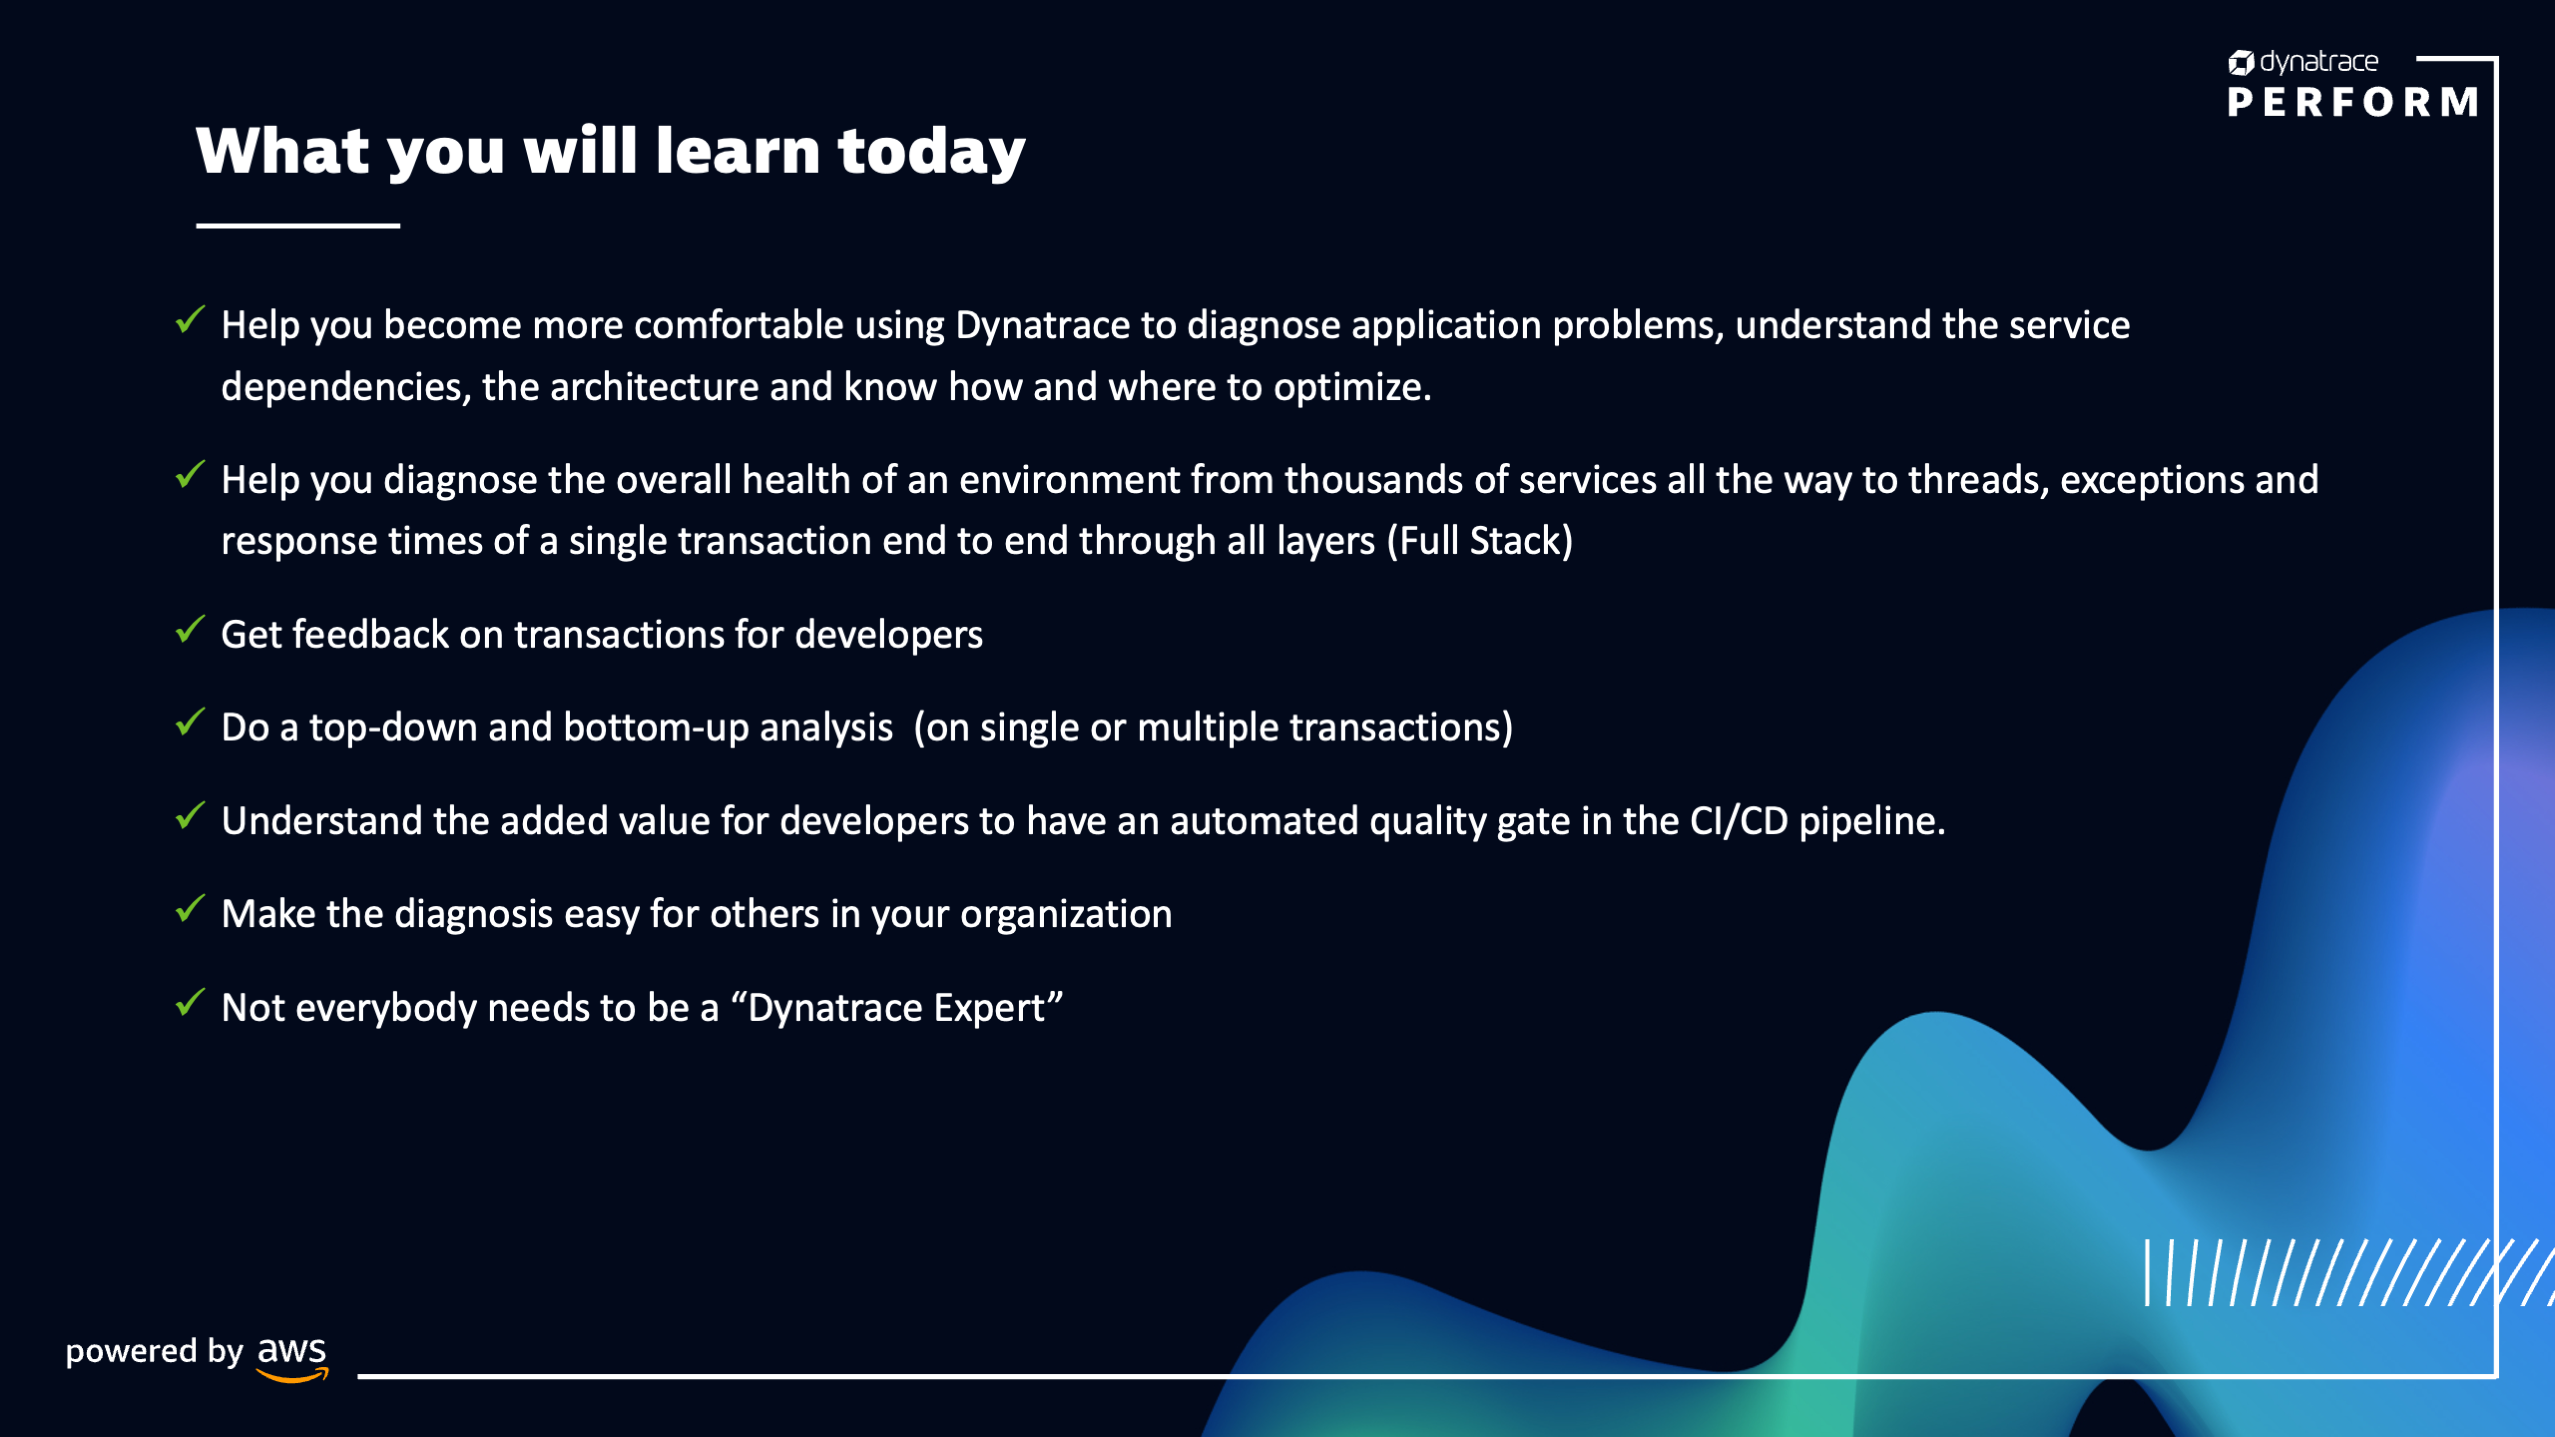 dynatrace
PERFORM
What you will learn today
✓ Help you become more comfortable using Dynatrace to diagnose application problems, understand the service
dependencies, the architecture and know how and where to optimize.
✓ Help you diagnose the overall health of an environment from thousands of services all the way to threads, exceptions and
response times of a single transaction end to end through all layers (Full Stack)
✓ Get feedback on transactions for developers
✓ Do a top-down and bottom-up analysis  (on single or multiple transactions)
✓ Understand the added value for developers to have an automated quality gate in the CI/CD pipeline.
✓ Make the diagnosis easy for others in your organization
✓ Not everybody needs to be a “Dynatrace Expert”
powered by aws